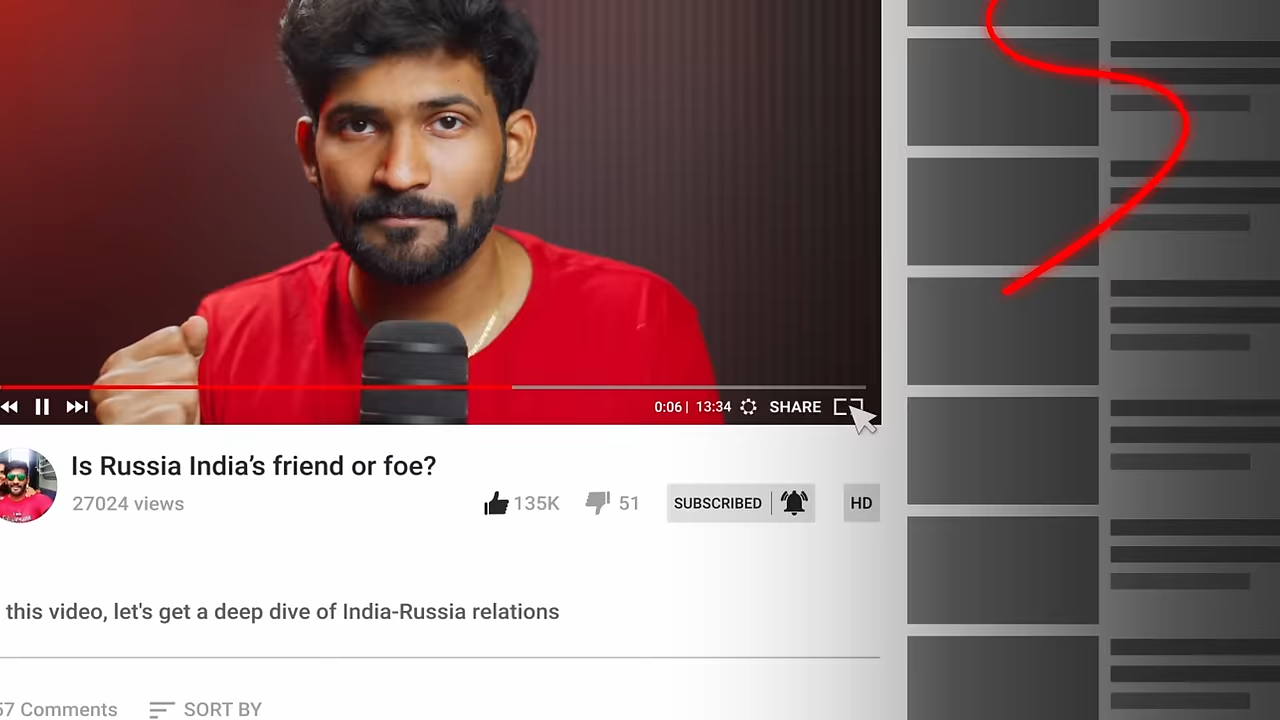 0:06 | 13:34 SHARE
Is Russia India’s friend or foe?
27024 views
135K 51 SUBSCRIBED HD
this video, let's get a deep dive of India-Russia relations
57 Comments SORT BY